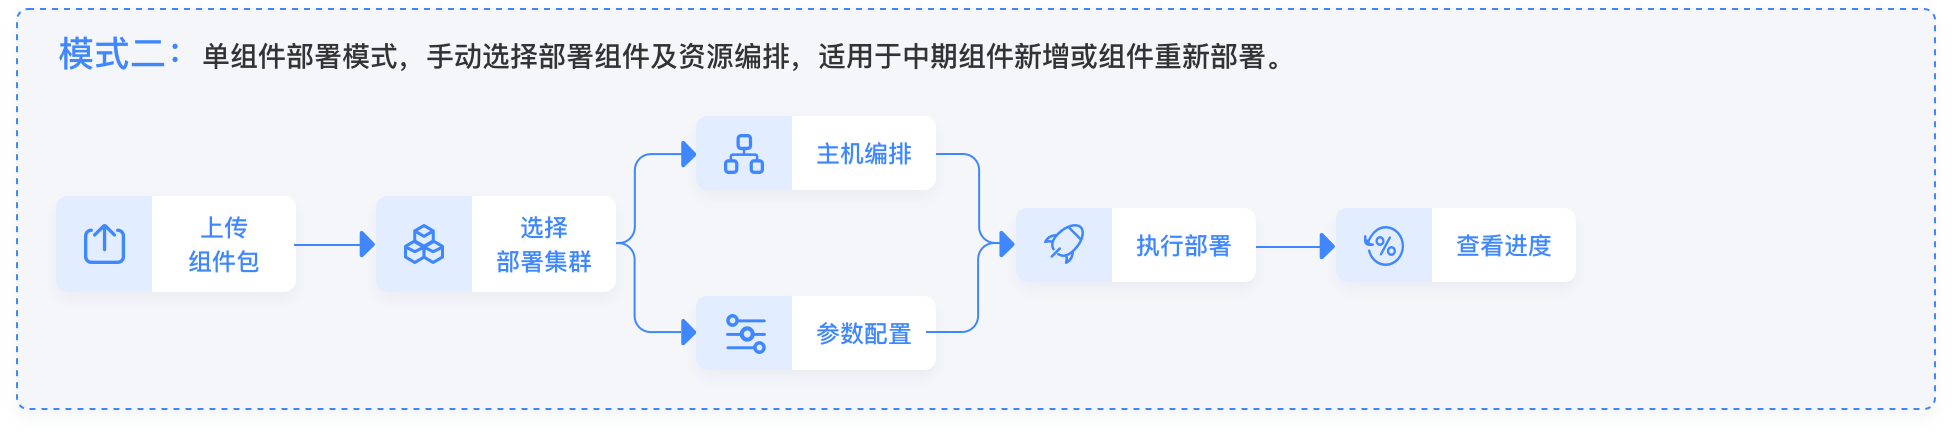 模式二：单组件部署模式，手动选择部署组件及资源编排，适用于中期组件新增或组件重新部署。
上传
组件包
选择
部署集群
主机编排
参数配置
执行部署
查看进度